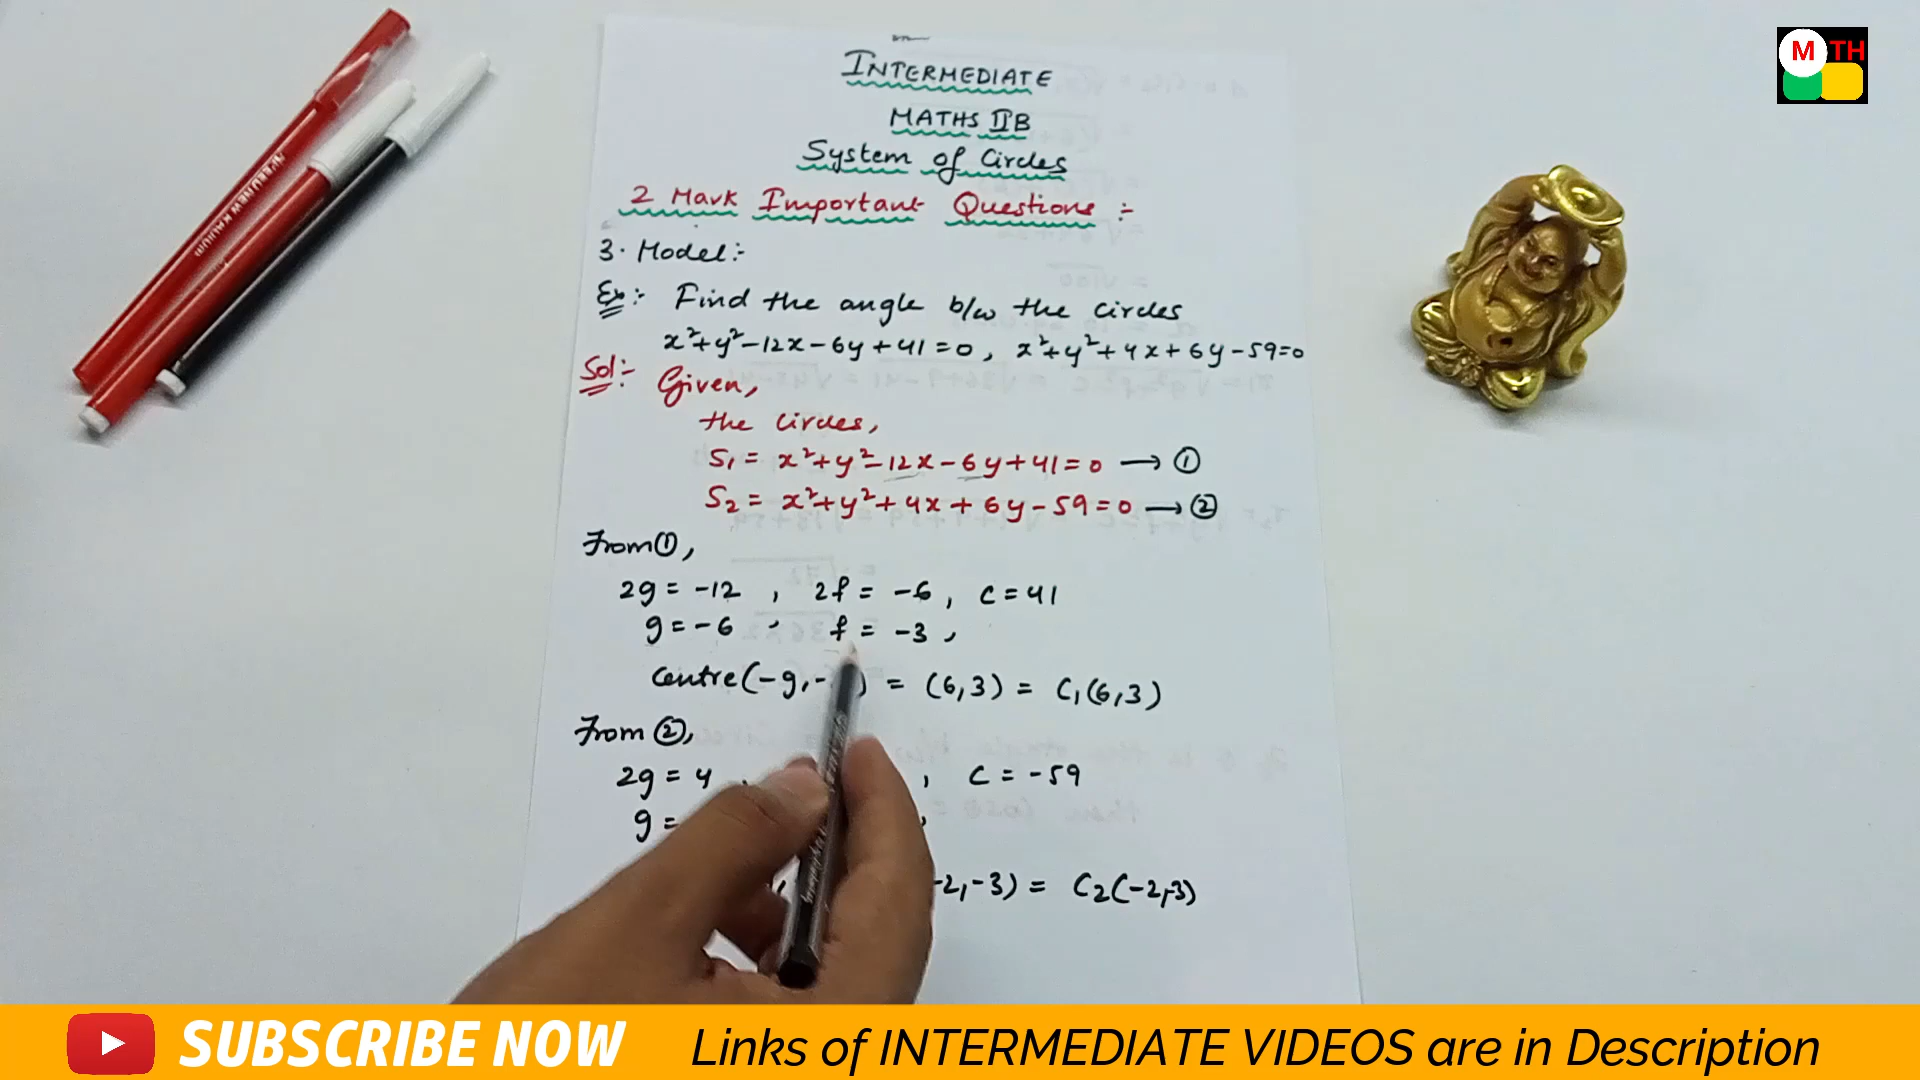 INTERMEDIATE
MATHS IIB
System of Circles
2 Mark Important Questions :-
3. Model:-
Ex:- Find the angle b/w the circles
x²+y²-12x-6y+41=0, x²+y²+4x+6y-59=0
Sol:- Given,
the circles,
S₁ = x²+y²-12x-6y+41=0 → ①
S₂ = x²+y²+4x+6y-59=0 → ②
From ①,
2g = -12 , 2f = -6, c = 41
g = -6 , f = -3,
centre(-g,- ) = (6,3) = C₁(6,3)
From ②,
2g = 4 , , c = -59
g = ,
-2,-3) = C₂(-2,-3)
M TH
SUBSCRIBE NOW
Links of INTERMEDIATE VIDEOS are in Description